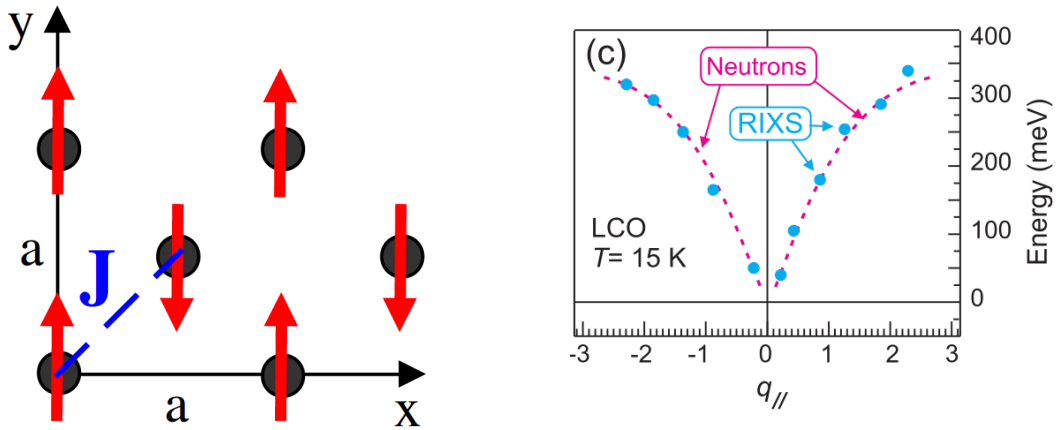 y
a
J
a
x
(c)
Neutrons
RIXS
LCO
T= 15 K
400
300
200
100
0
Energy (meV)
-3 -2 -1 0 1 2 3
q//